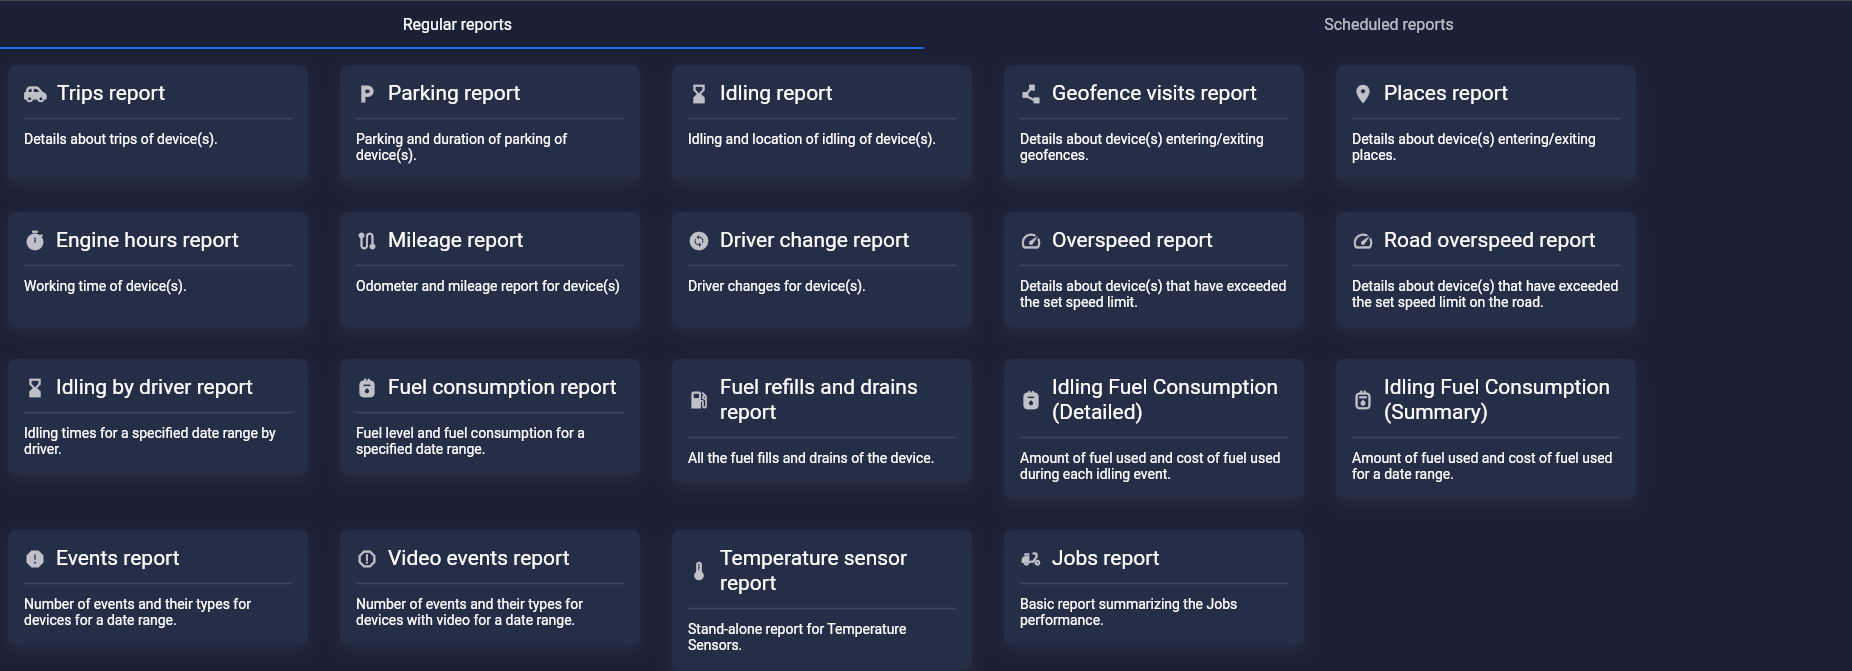 Regular reports
Scheduled reports
Trips report
Details about trips of device(s).
Parking report
Parking and duration of parking of
device(s).
Idling report
Idling and location of idling of device(s).
Geofence visits report
Details about device(s) entering/exiting
geofences.
Places report
Details about device(s) entering/exiting
places.
Engine hours report
Working time of device(s).
Mileage report
Odometer and mileage report for device(s)
Driver change report
Driver changes for device(s).
Overspeed report
Details about device(s) that have exceeded
the set speed limit.
Road overspeed report
Details about device(s) that have exceeded
the set speed limit on the road.
Idling by driver report
Idling times for a specified date range by
driver.
Fuel consumption report
Fuel level and fuel consumption for a
specified date range.
Fuel refills and drains
report
All the fuel fills and drains of the device.
Idling Fuel Consumption
(Detailed)
Amount of fuel used and cost of fuel used
during each idling event.
Idling Fuel Consumption
(Summary)
Amount of fuel used and cost of fuel used
for a date range.
Events report
Number of events and their types for
devices for a date range.
Video events report
Number of events and their types for
devices with video for a date range.
Temperature sensor
report
Stand-alone report for Temperature
Sensors.
Jobs report
Basic report summarizing the Jobs
performance.